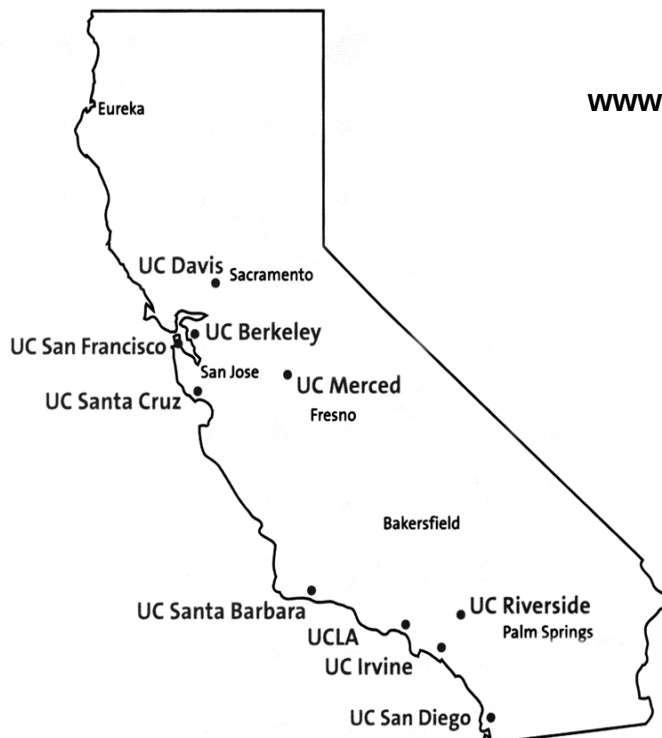 www
Eureka
UC Davis
Sacramento
UC Berkeley
UC San Francisco
San Jose
UC Merced
UC Santa Cruz
Fresno
Bakersfield
UC Riverside
UC Santa Barbara
Palm Springs
UCLA
UC Irvine
UC San Diego